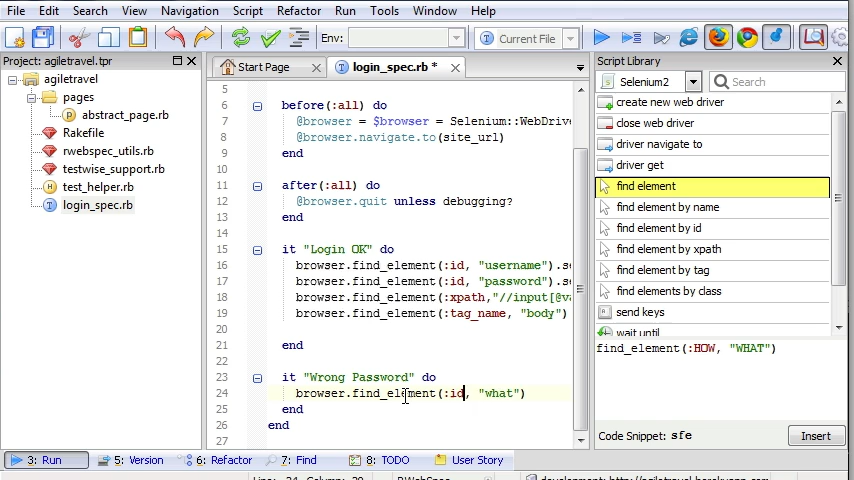 File Edit Search View Navigation Script Refactor Run Tools Window Help
Env: Current File
Project: agiletravel.tpr
agiletravel
pages
abstract_page.rb
Rakefile
rwebspec_utils.rb
testwise_support.rb
test_helper.rb
login_spec.rb
Start Page login_spec.rb *
5
6 before(:all) do
7 @browser = $browser = Selenium::WebDrive
8 @browser.navigate.to(site_url)
9 end
10
11 after(:all) do
12 @browser.quit unless debugging?
13 end
14
15 it "Login OK" do
16 browser.find_element(:id, "username").se
17 browser.find_element(:id, "password").se
18 browser.find_element(:xpath,"//input[@va
19 browser.find_element(:tag_name, "body")
20
21 end
22
23 it "Wrong Password" do
24 browser.find_element(:id, "what")
25 end
26 end
27
Script Library
Selenium2 Search
create new web driver
close web driver
driver navigate to
driver get
find element
find element by name
find element by id
find element by xpath
find element by tag
find elements by class
send keys
wait until
find_element(:HOW, "WHAT")
Code Snippet: sfe Insert
3: Run 5: Version 6: Refactor 7: Find 8: TODO User Story